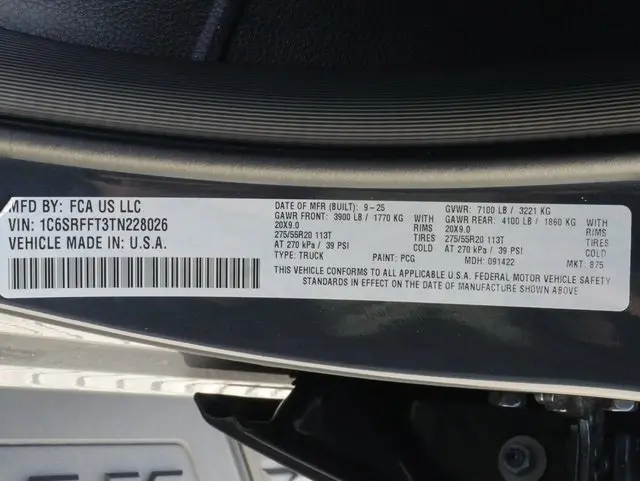 MFD BY: FCA US LLC
VIN: 1C6SRFFT3TN228026
VEHICLE MADE IN U.S.A.
DATE OF MFR (BUILT): 9-25
GVWR: 7100 LB / 3221 KG
GAWR FRONT: 3900 LB / 1770 KG WITH
GAWR REAR: 4100 LB / 1860 KG WITH
20X9.0 RIMS
20X9.0 RIMS
275/55R20 113T TIRES
275/55R20 113T TIRES
AT 270 kPa / 39 PSI COLD
AT 270 kPa / 39 PSI COLD
TYPE: TRUCK PAINT: PCG MDH: 091422 MKT: 875
THIS VEHICLE CONFORMS TO ALL APPLICABLE U.S.A. FEDERAL MOTOR VEHICLE SAFETY
STANDARDS IN EFFECT ON THE DATE OF MANUFACTURE SHOWN ABOVE